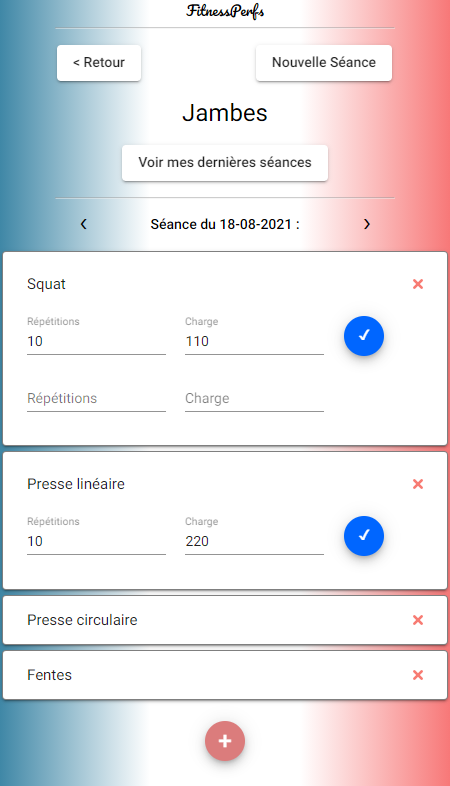 FitnessPerfs
< Retour
Nouvelle Séance
Jambes
Voir mes dernières séances
Séance du 18-08-2021 :
Squat
Répétitions
Charge
10
110
Répétitions
Charge
Presse linéaire
Répétitions
Charge
10
220
Presse circulaire
Fentes